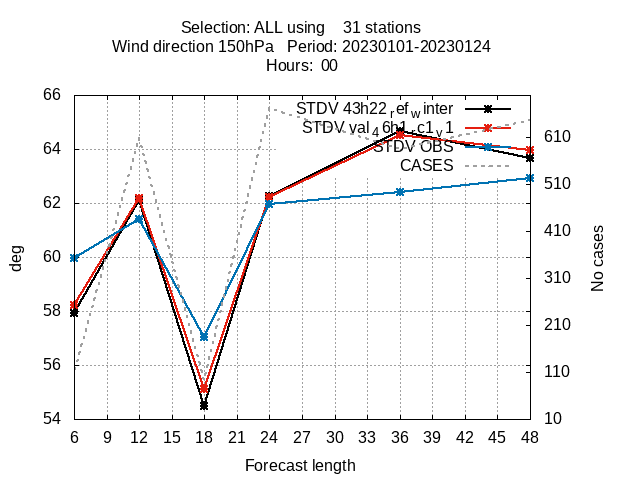 Selection: ALL using 31 stations
Wind direction 150hPa Period: 20230101-20230124
Hours: 00
66
64
62
60
58
56
54
deg
STDV 43h22_ref_winter
STDV val_46h1_rc1_v1
STDV OBS
CASES
610
510
410
310
210
110
10
No cases
6 9 12 15 18 21 24 27 30 33 36 39 42 45 48
Forecast length